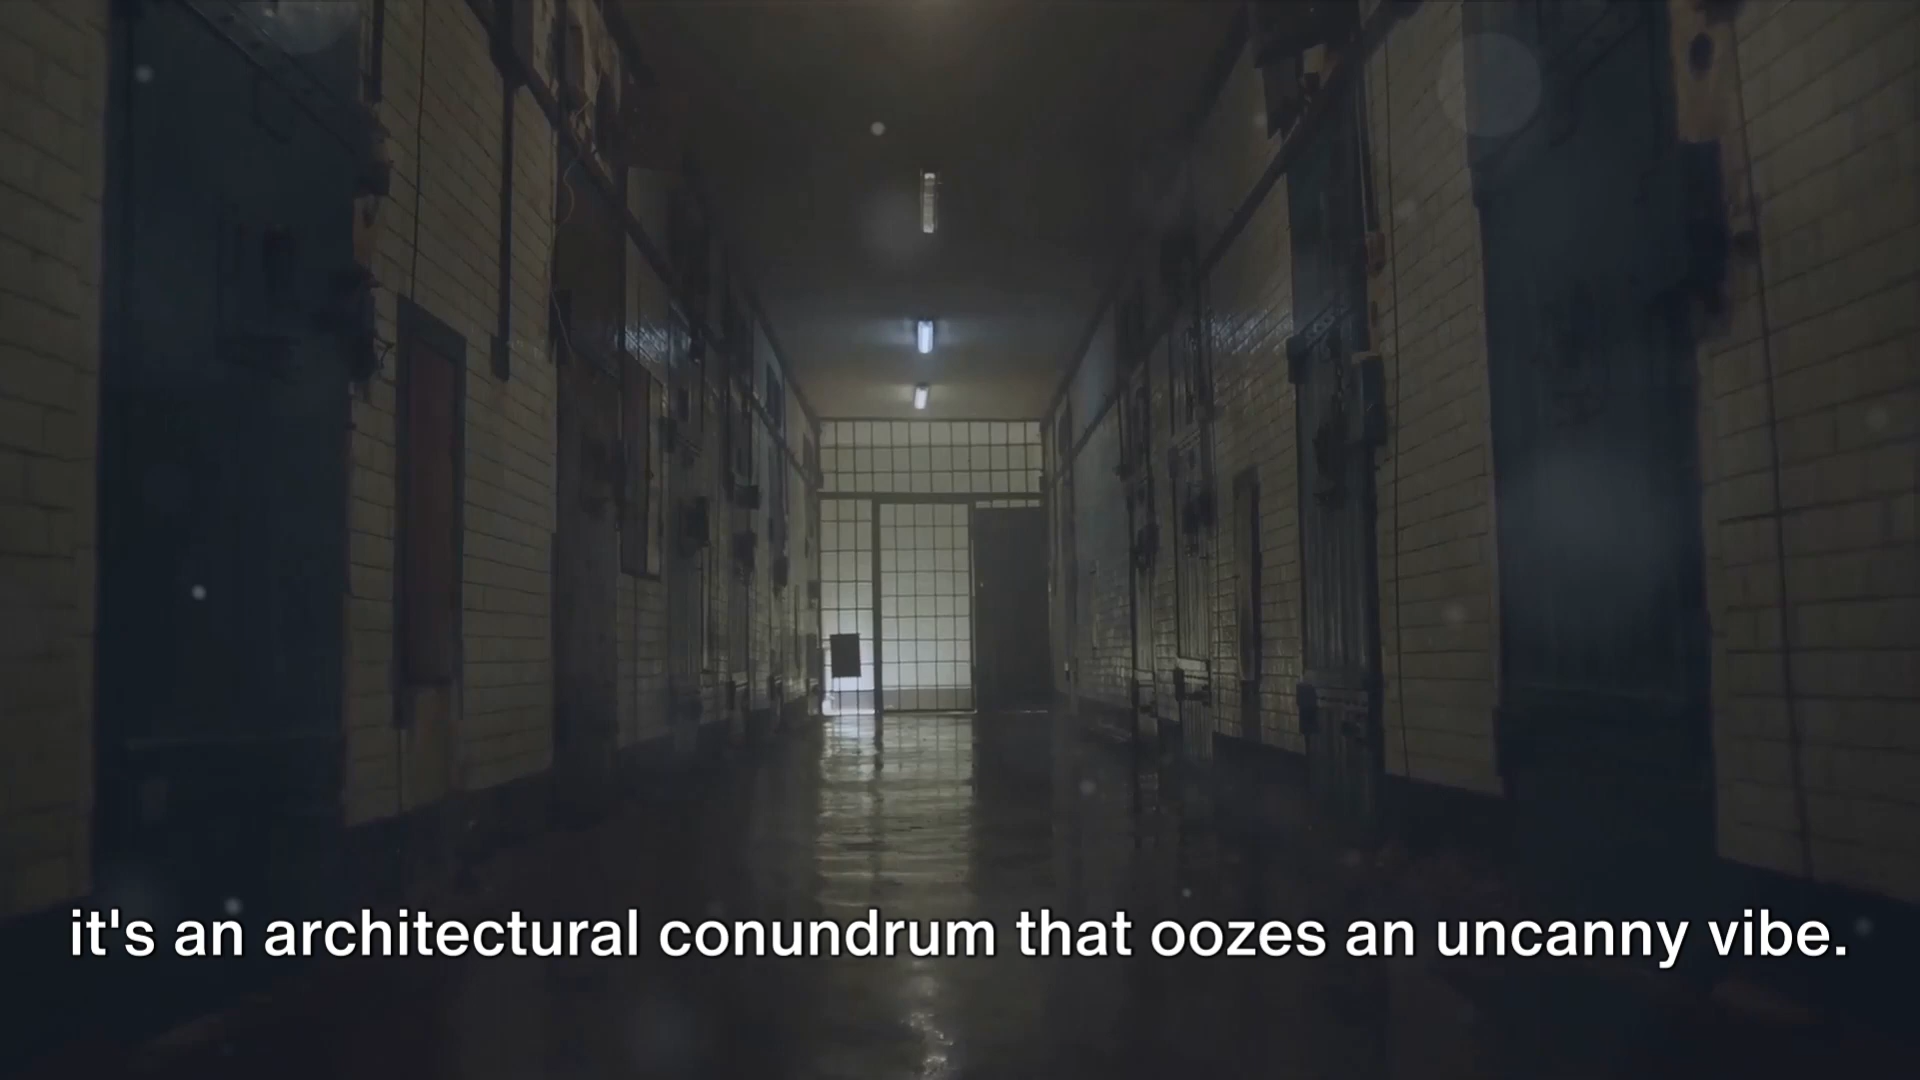 it's an architectural conundrum that oozes an uncanny vibe.